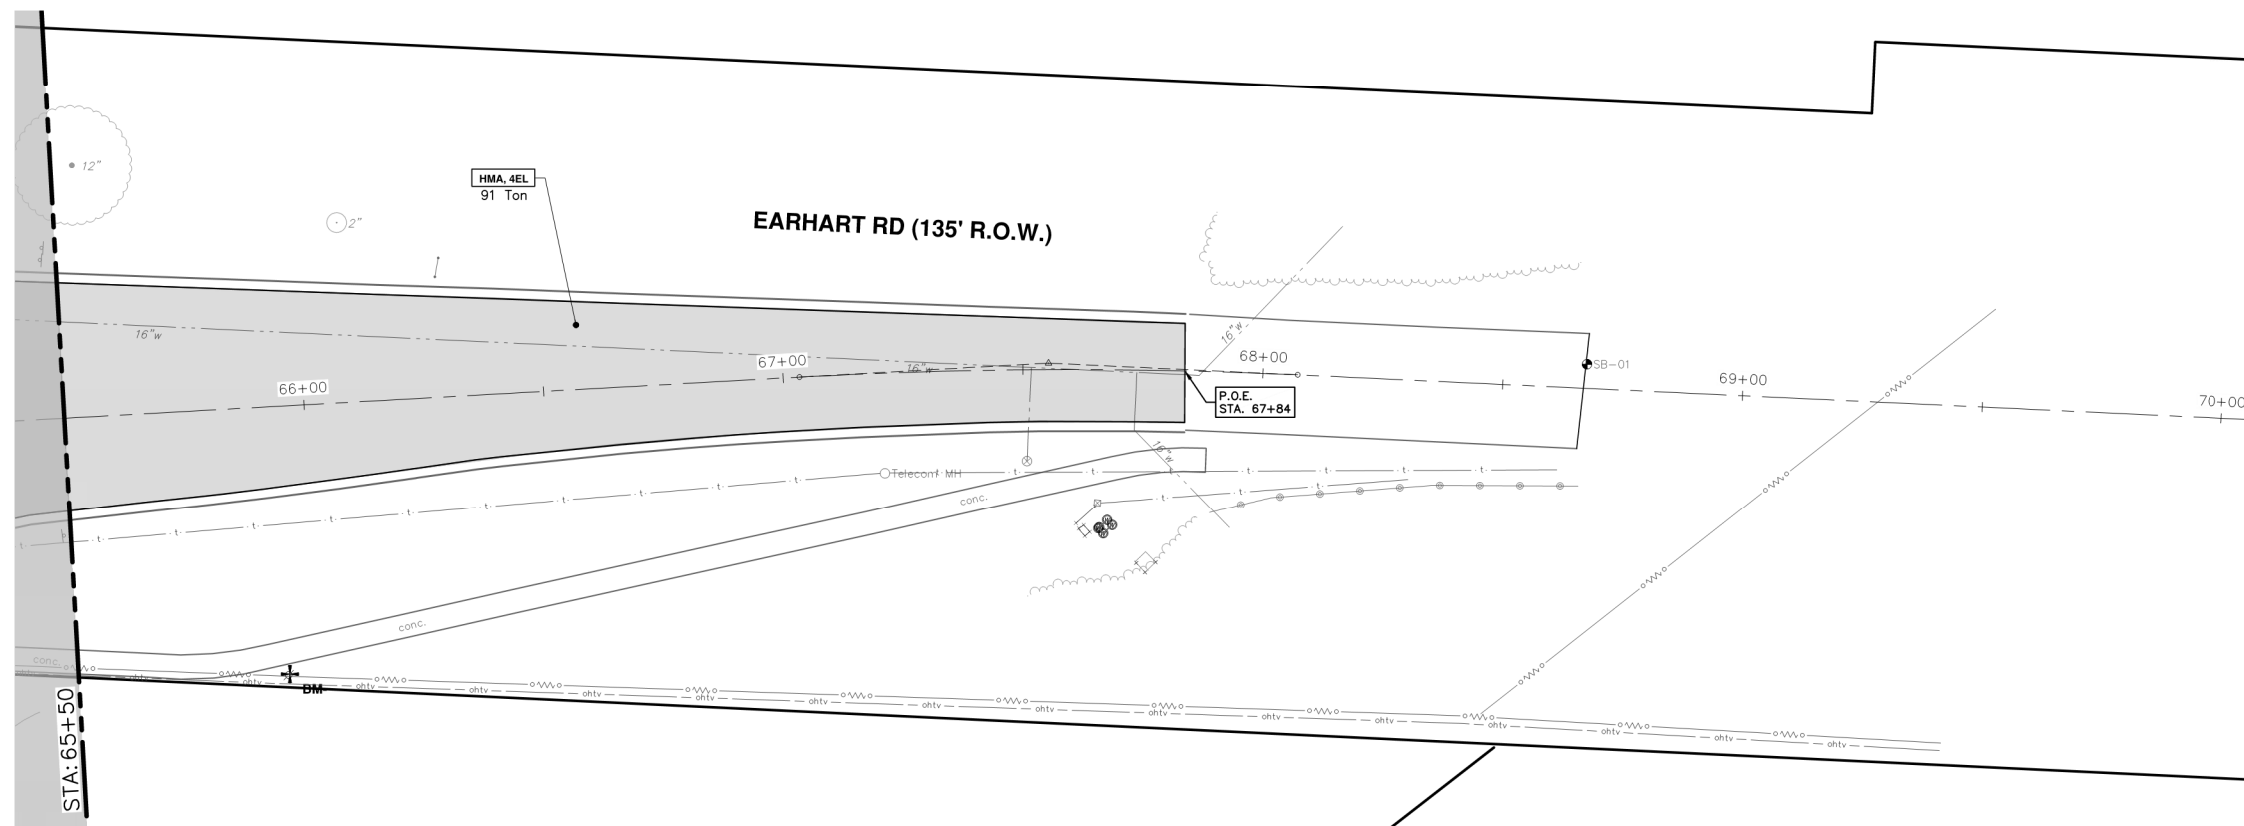 12"
HMA, 4EL
91 Ton
2"
EARHART RD (135' R.O.W.)
16"w
16"w
16"w
66+00
67+00
68+00
69+00
70+00
SB-01
P.O.E.
STA. 67+84
16"w
Telecom MH
t t t t t t t t t
t t t t t
t t t t
t
conc.
conc.
conc.
BM-
ohtv ohtv ohtv ohtv ohtv ohtv ohtv ohtv ohtv ohtv ohtv ohtv ohtv ohtv ohtv ohtv
STA: 65+50